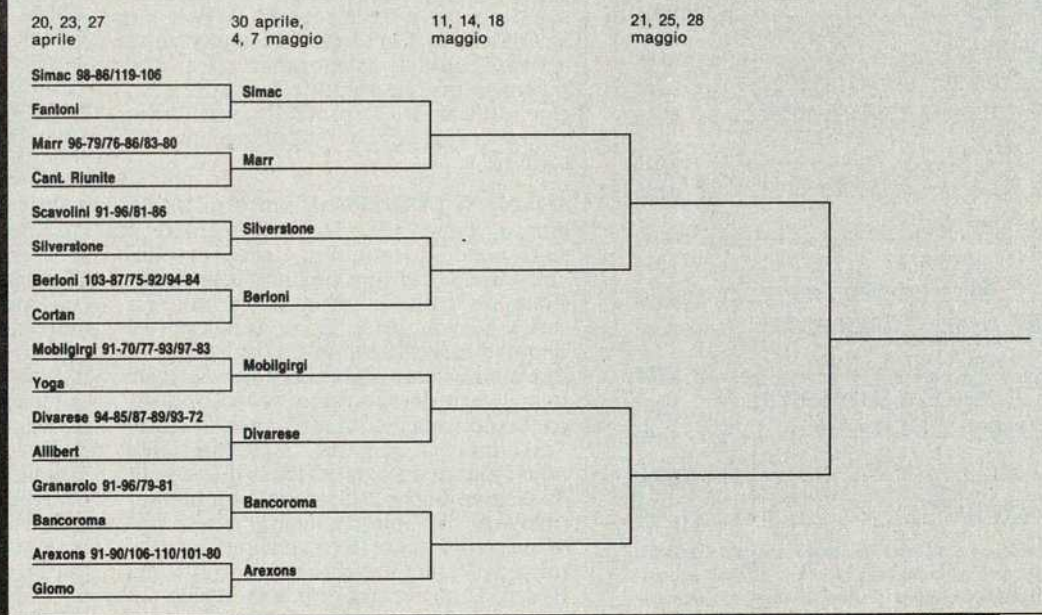 20, 23, 27
aprile
30 aprile,
4, 7 maggio
11, 14, 18
maggio
21, 25, 28
maggio
Simac 98-86/119-106
Fantoni
Simac
Marr 96-79/76-86/83-80
Cant. Riunite
Marr
Scavolini 91-96/81-86
Silverstone
Silverstone
Berloni 103-87/75-92/94-84
Cortan
Berloni
Mobilgirgi 91-70/77-93/97-83
Yoga
Mobilgirgi
Divarese 94-85/87-89/93-72
Allibert
Divarese
Granarolo 91-96/79-81
Bancoroma
Bancoroma
Arexons 91-90/106-110/101-80
Giomo
Arexons